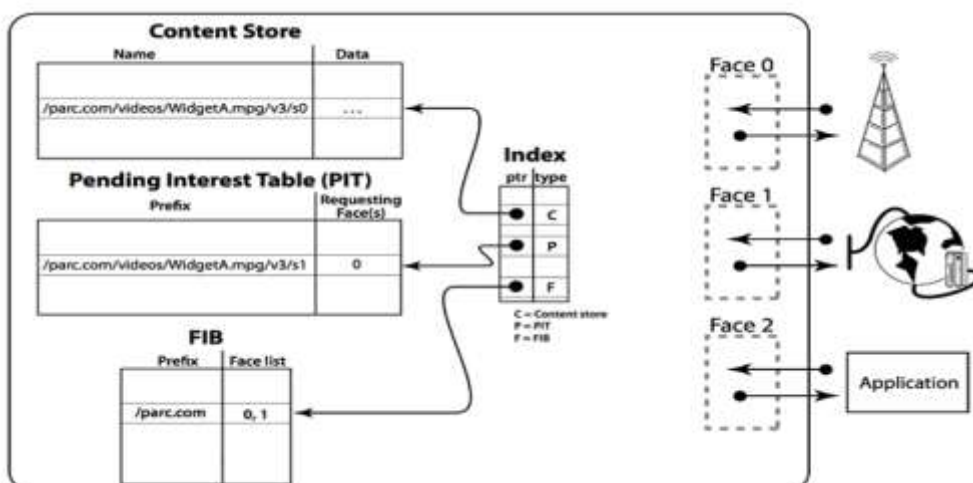 Content Store
Name Data
/parc.com/videos/WidgetA.mpg/v3/s0 ...
Pending Interest Table (PIT)
Prefix Requesting Face(s)
/parc.com/videos/WidgetA.mpg/v3/s1 0
FIB
Prefix Face list
/parc.com 0, 1
Index
ptr type
C
P
F
C = Content store
P = PIT
F = FIB
Face 0
Face 1
Face 2
Application